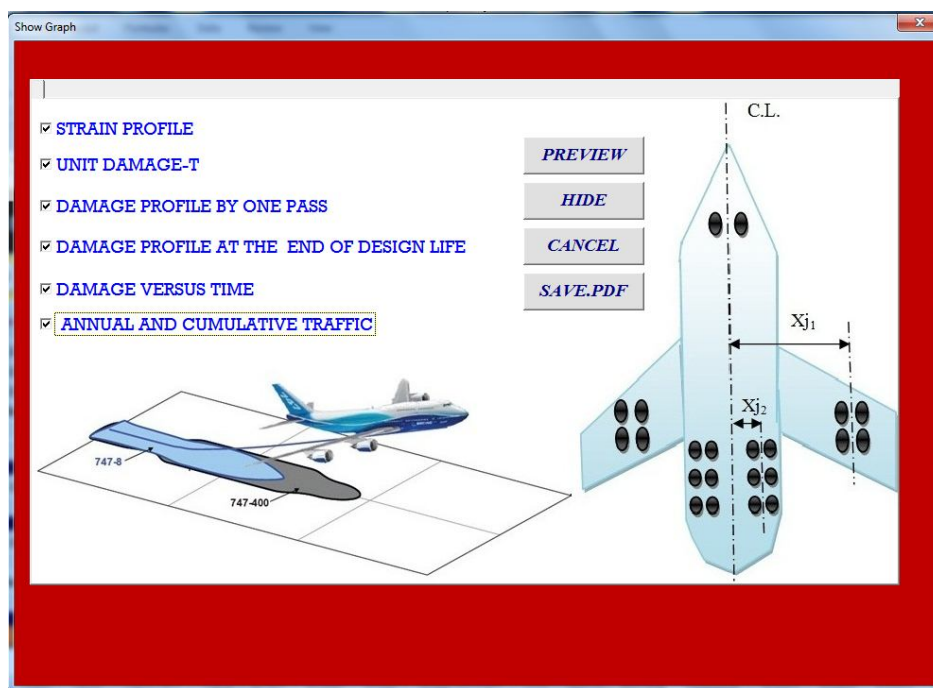 Show Graph
STRAIN PROFILE
UNIT DAMAGE-T
DAMAGE PROFILE BY ONE PASS
DAMAGE PROFILE AT THE END OF DESIGN LIFE
DAMAGE VERSUS TIME
ANNUAL AND CUMULATIVE TRAFFIC
PREVIEW
HIDE
CANCEL
SAVE.PDF
C.L.
Xj₁
Xj₂
747-8
747-400